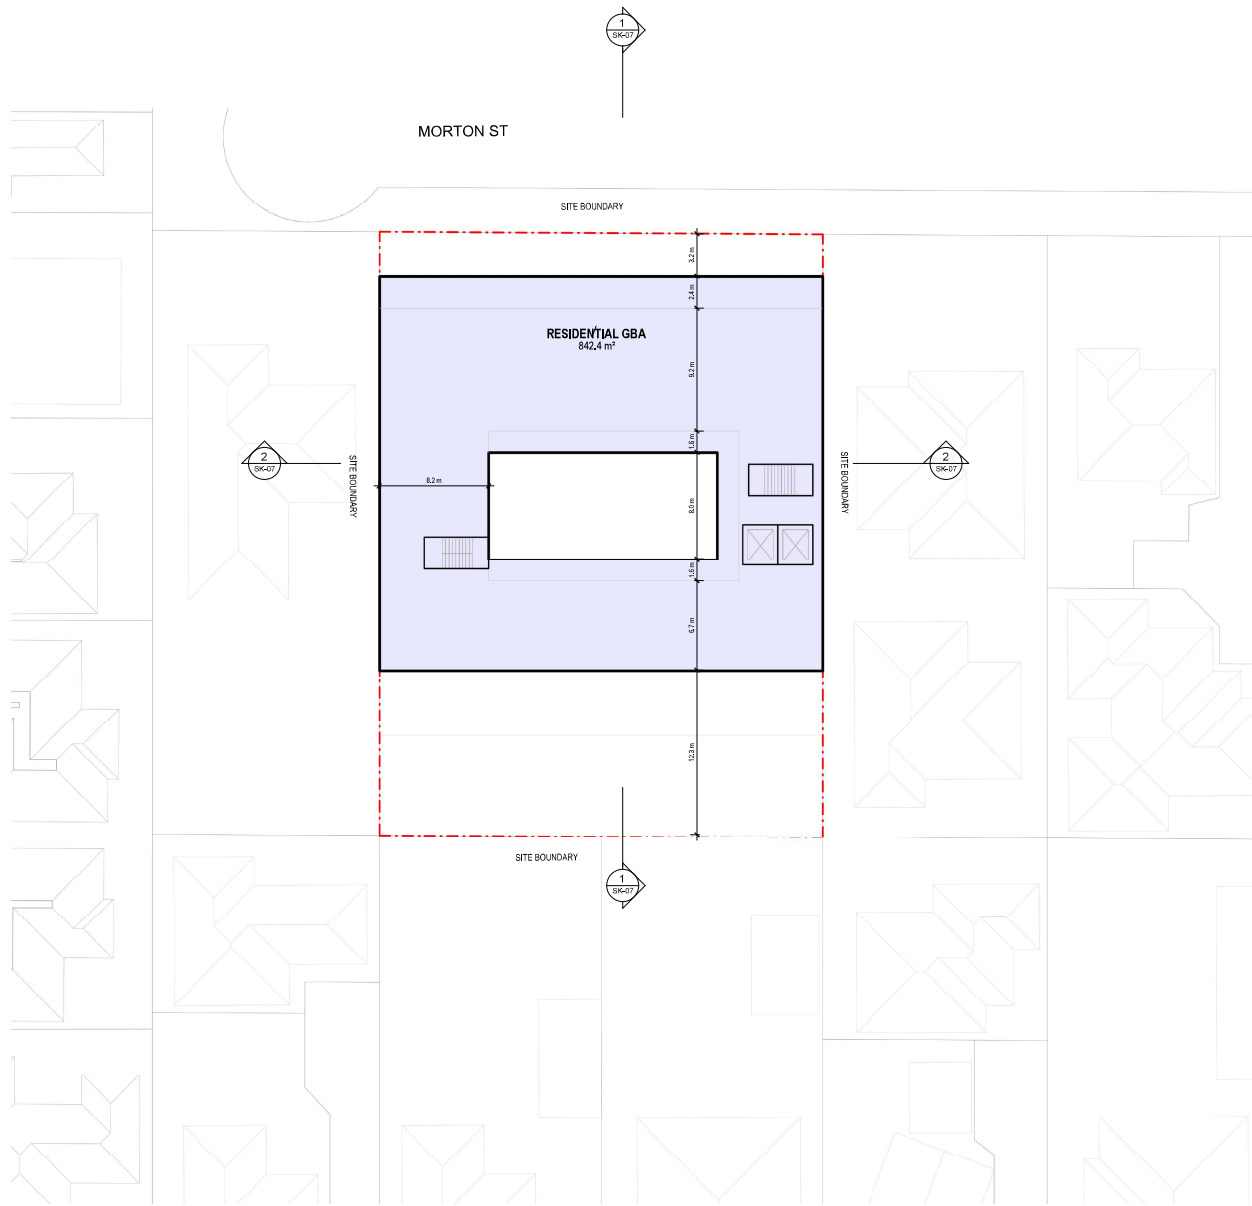 1
SK-07
MORTON ST
SITE BOUNDARY
3.2 m
2.4 m
RESIDENTIAL GBA
842.4 m²
9.2 m
1.6 m
2
SK-07
SITE BOUNDARY
8.2 m
8.0 m
SITE BOUNDARY
2
SK-07
1.6 m
6.7 m
12.3 m
SITE BOUNDARY
1
SK-07